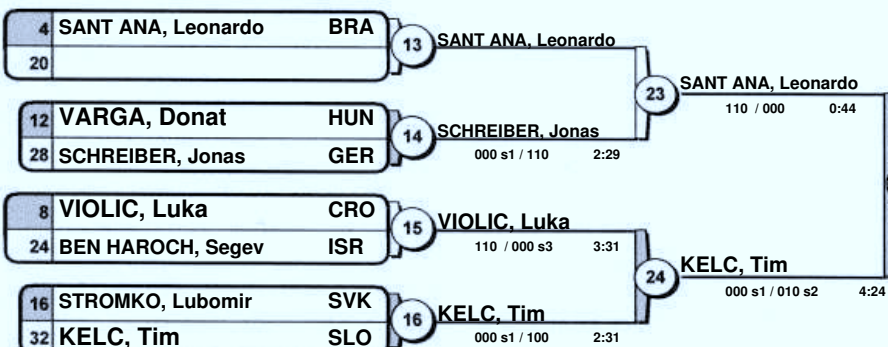 4 SANT ANA, Leonardo BRA
20
13 SANT ANA, Leonardo
23 SANT ANA, Leonardo
110 / 000 0:44
12 VARGA, Donat HUN
28 SCHREIBER, Jonas GER
14 SCHREIBER, Jonas
000 s1 / 110 2:29
8 VIOLIC, Luka CRO
24 BEN HAROCH, Segev ISR
15 VIOLIC, Luka
110 / 000 s3 3:31
24 KELC, Tim
000 s1 / 010 s2 4:24
16 STROMKO, Lubomir SVK
32 KELC, Tim SLO
16 KELC, Tim
000 s1 / 100 2:31